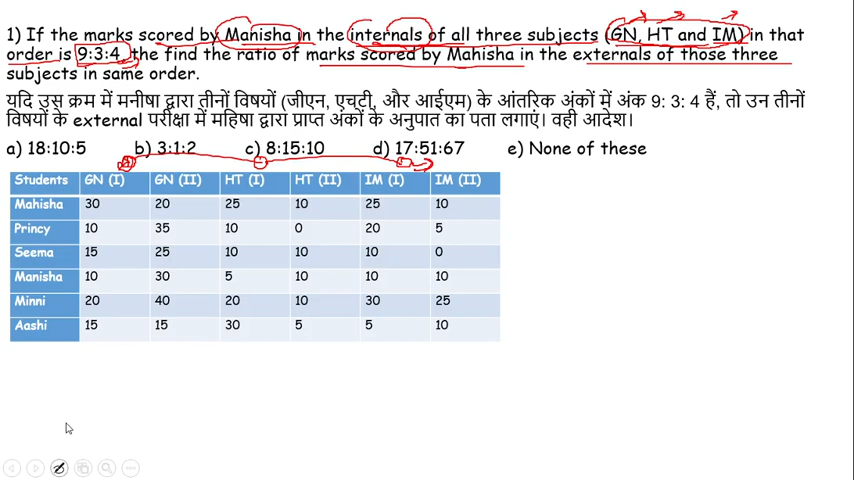 1) If the marks scored by Mahisha in the internals of all three subjects (GN, HT and IM) in that
order is 9:3:4, the find the ratio of marks scored by Mahisha in the externals of those three
subjects in same order.
यदि उस क्रम में मनीषा द्वारा तीनों विषयों (जीएन, एचटी, और आईएम) के आंतरिक अंकों में अंक 9: 3: 4 हैं, तो उन तीनों
विषयों के external परीक्षा में महिषा द्वारा प्राप्त अंकों के अनुपात का पता लगाएं। वही आदेश।
a) 18:10:5 b) 3:1:2 c) 8:15:10 d) 17:51:67 e) None of these
Students GN (I) GN (II) HT (I) HT (II) IM (I) IM (II)
Mahisha 30 20 25 10 25 10
Princy 10 35 10 0 20 5
Seema 15 25 10 10 10 0
Manisha 10 30 5 10 10 10
Minni 20 40 20 10 30 25
Aashi 15 15 30 5 5 10